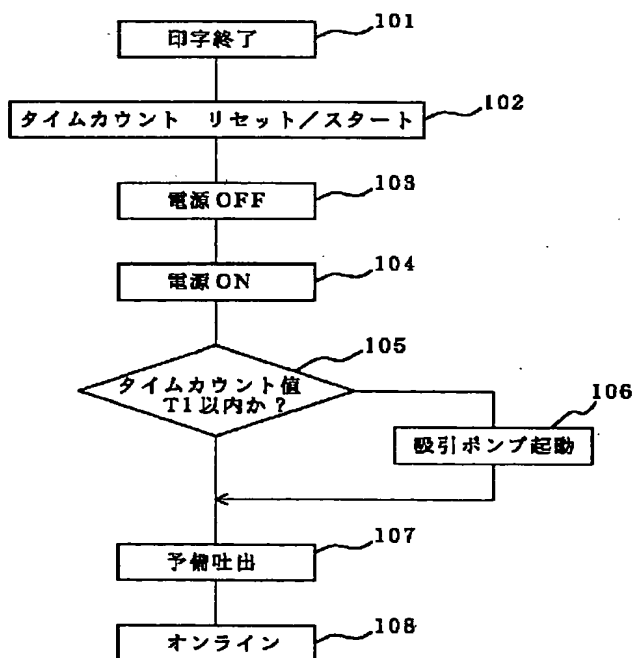 印字終了
101
タイムカウント リセット/スタート
102
電源OFF
103
電源ON
104
タイムカウント値
T1以内か?
105
吸引ポンプ起動
106
予備吐出
107
オンライン
108